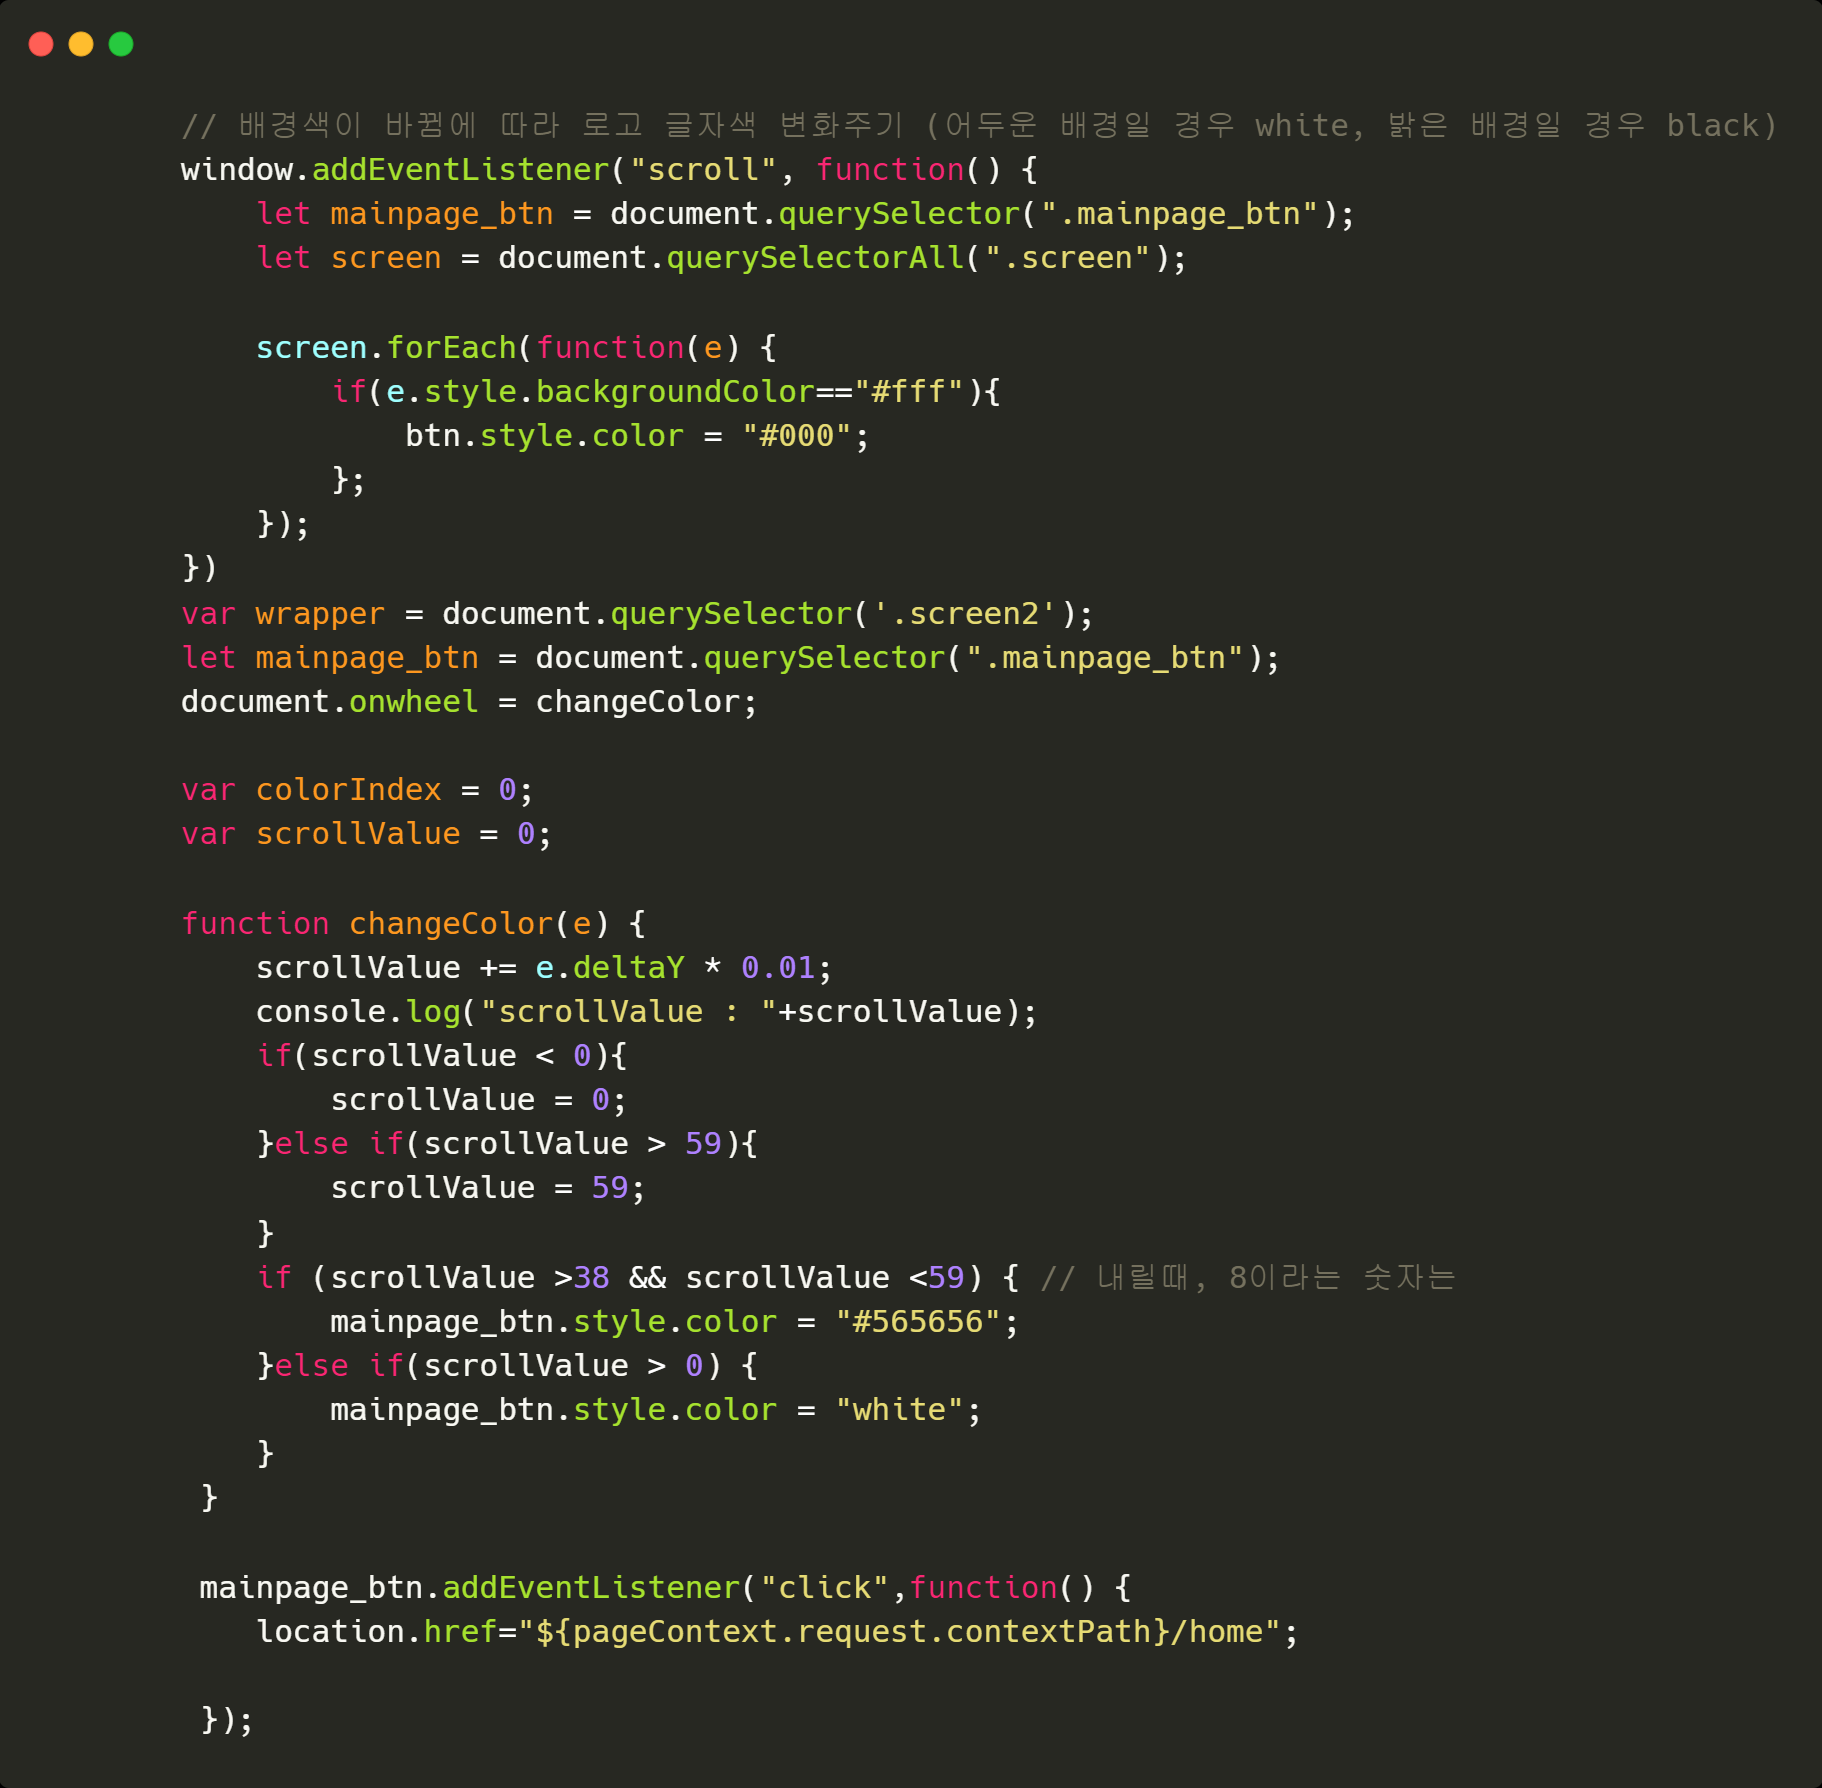 // 배경색이 바뀜에 따라 로고 글자색 변화주기 (어두운 배경일 경우 white, 밝은 배경일 경우 black)
window.addEventListener("scroll", function() {
    let mainpage_btn = document.querySelector(".mainpage_btn");
    let screen = document.querySelectorAll(".screen");

    screen.forEach(function(e) {
        if(e.style.backgroundColor=="#fff"){
            btn.style.color = "#000";
        };
    });
})
var wrapper = document.querySelector('.screen2');
let mainpage_btn = document.querySelector(".mainpage_btn");
document.onwheel = changeColor;

var colorIndex = 0;
var scrollValue = 0;

function changeColor(e) {
    scrollValue += e.deltaY * 0.01;
    console.log("scrollValue : "+scrollValue);
    if(scrollValue < 0){
        scrollValue = 0;
    }else if(scrollValue > 59){
        scrollValue = 59;
    }
    if (scrollValue >38 && scrollValue <59) { // 내릴때, 8이라는 숫자는
        mainpage_btn.style.color = "#565656";
    }else if(scrollValue > 0) {
        mainpage_btn.style.color = "white";
    }
 }

 mainpage_btn.addEventListener("click",function() {
    location.href="${pageContext.request.contextPath}/home";

 });